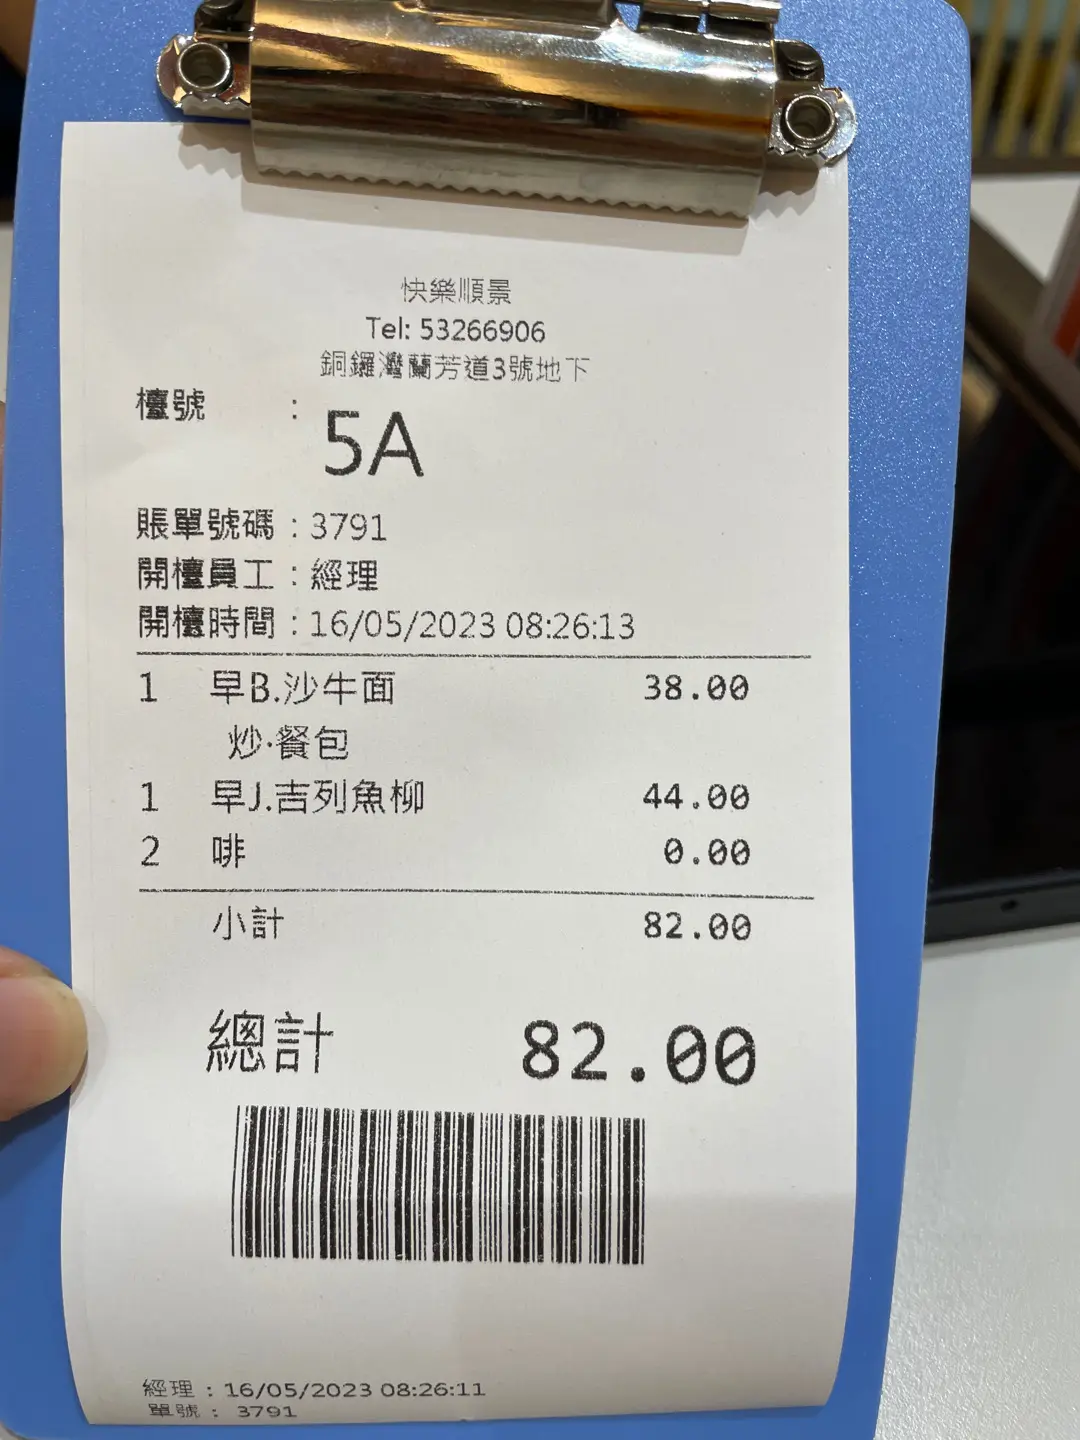 快樂順景
Tel: 53266906
銅鑼灣蘭芳道3號地下
檯號 : 5A
賬單號碼 : 3791
開檯員工 : 經理
開檯時間 : 16/05/2023 08:26:13
1 早B.沙牛面 38.00
炒·餐包
1 早J.吉列魚柳 44.00
2 啡 0.00
小計 82.00
總計 82.00
經理 : 16/05/2023 08:26:11
單號 : 3791